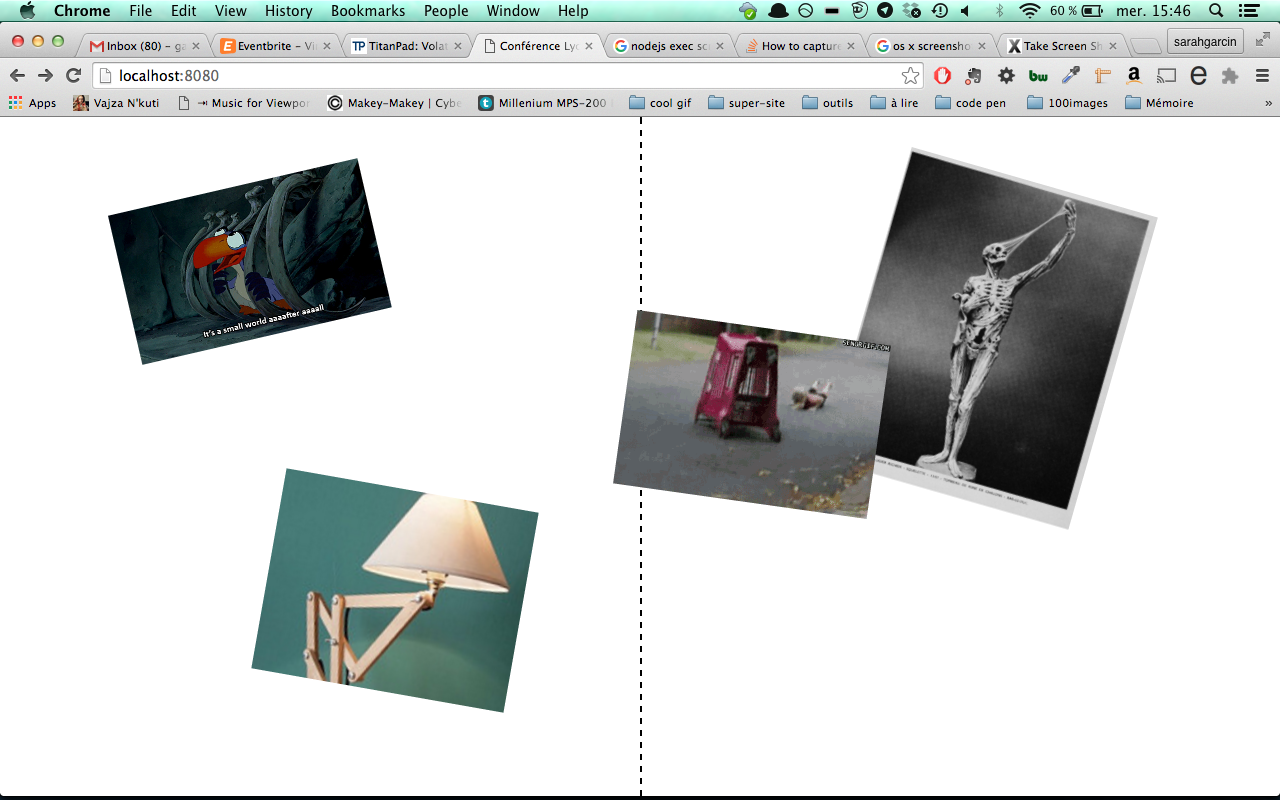 Chrome File Edit View History Bookmarks People Window Help 60 % mer. 15:46
Inbox (80) – ga Eventbrite – Vi TitanPad: Volat Conférence Lyc nodejs exec sc How to capture os x screensho Take Screen Sh sarahgarcin
localhost:8080
Apps Vajza N'kuti ⇥ Music for Viewpor Makey-Makey | Cybe Millenium MPS-200 cool gif super-site outils à lire code pen 100images Mémoire »
It's a small world aaaafter aaaall
SENORGIF.COM